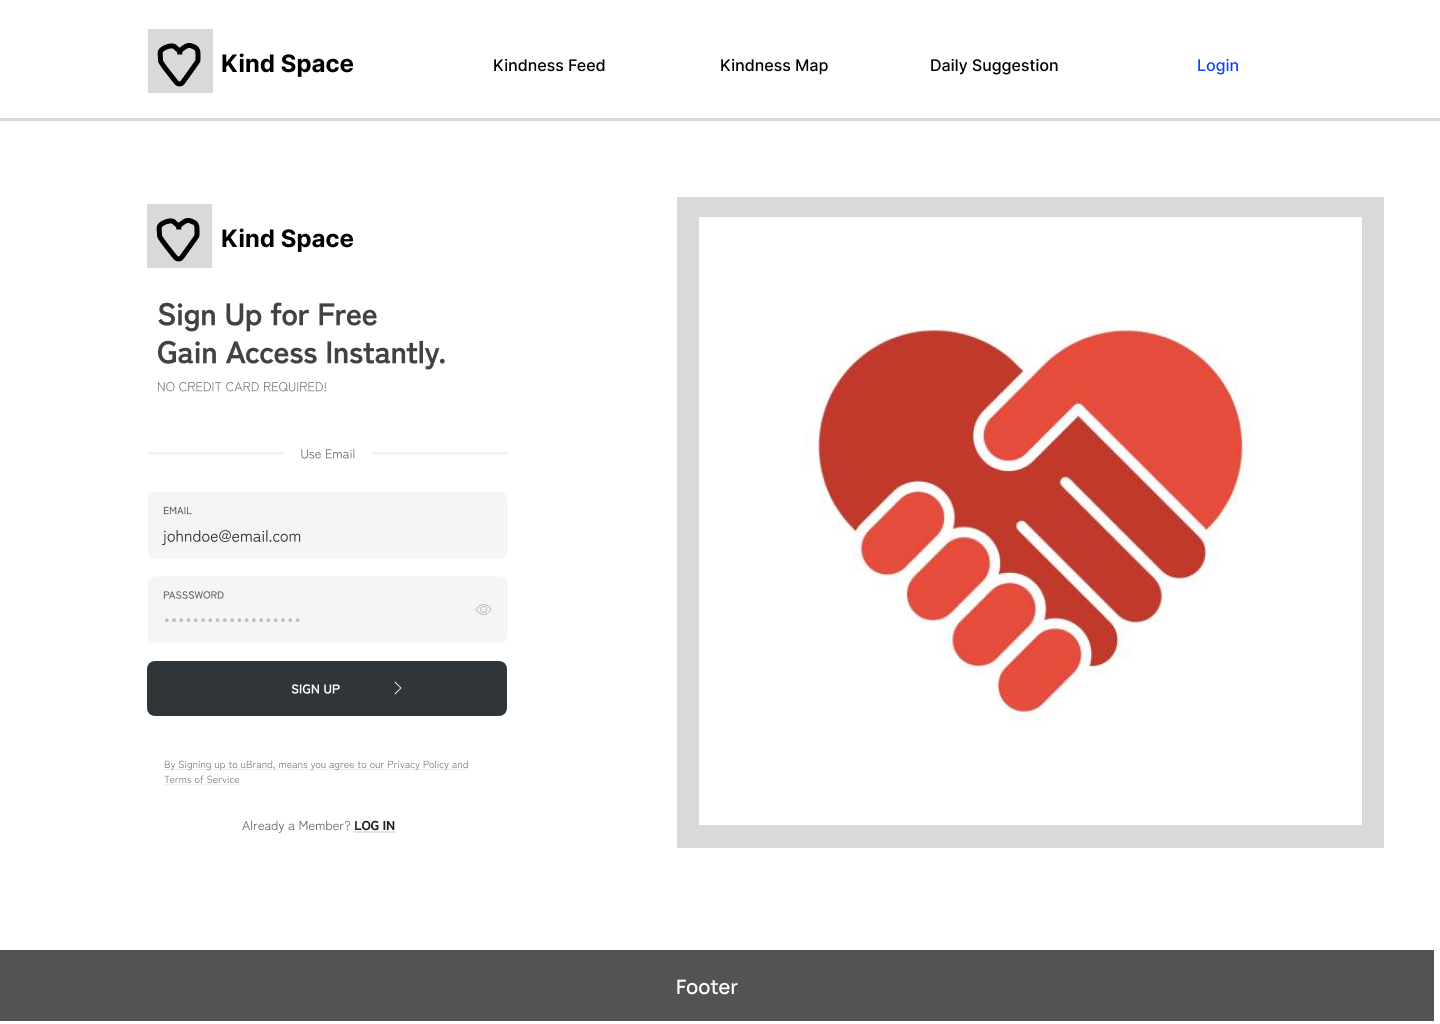 Kind Space
Kindness Feed
Kindness Map
Daily Suggestion
Login
Kind Space
Sign Up for Free
Gain Access Instantly.
NO CREDIT CARD REQUIRED!
Use Email
EMAIL
johndoe@email.com
PASSSWORD
SIGN UP
By Signing up to uBrand, means you agree to our Privacy Policy and
Terms of Service
Already a Member? LOG IN
Footer